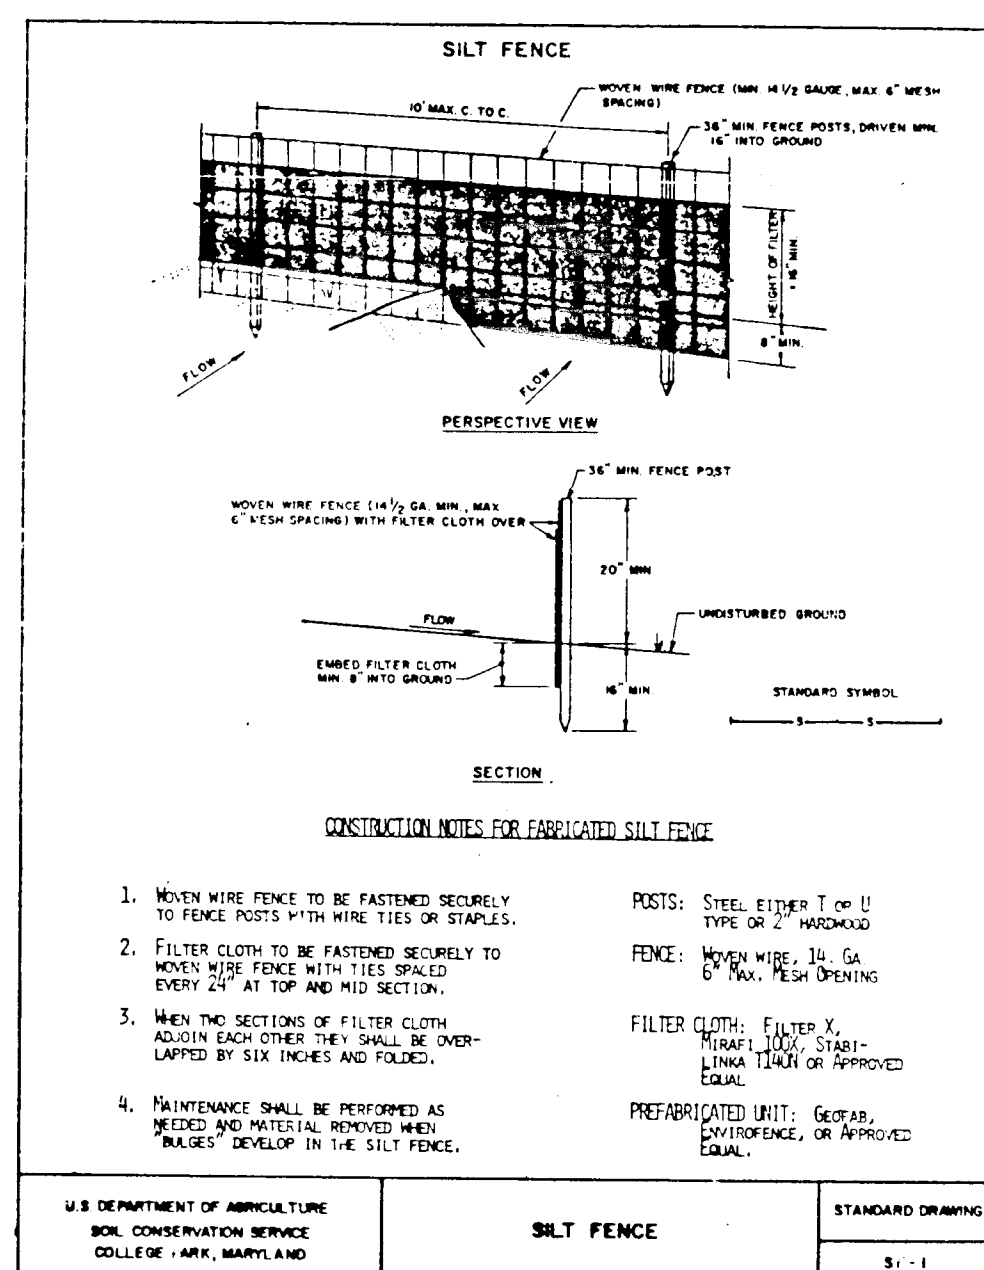 SILT FENCE
WOVEN WIRE FENCE (MIN. 14 1/2 GAUGE, MAX. 6" MESH
SPACING)
10' MAX. C. TO C.
36" MIN. FENCE POSTS, DRIVEN MIN.
16" INTO GROUND
HEIGHT OF FILTER
16" MIN.
8" MIN.
FLOW
FLOW
PERSPECTIVE VIEW
36" MIN. FENCE POST
WOVEN WIRE FENCE (14 1/2 GA. MIN., MAX
6" MESH SPACING) WITH FILTER CLOTH OVER
20" MIN
FLOW
UNDISTURBED GROUND
EMBED FILTER CLOTH
MIN. 8" INTO GROUND
16" MIN.
STANDARD SYMBOL
S S
SECTION
CONSTRUCTION NOTES FOR FABRICATED SILT FENCE
1. WOVEN WIRE FENCE TO BE FASTENED SECURELY
TO FENCE POSTS WITH WIRE TIES OR STAPLES.
2. FILTER CLOTH TO BE FASTENED SECURELY TO
WOVEN WIRE FENCE WITH TIES SPACED
EVERY 24" AT TOP AND MID SECTION.
3. WHEN TWO SECTIONS OF FILTER CLOTH
ADJOIN EACH OTHER THEY SHALL BE OVER-
LAPPED BY SIX INCHES AND FOLDED.
4. MAINTENANCE SHALL BE PERFORMED AS
NEEDED AND MATERIAL REMOVED WHEN
"BULGES" DEVELOP IN THE SILT FENCE.
POSTS: STEEL EITHER T OR U
TYPE OR 2" HARDWOOD
FENCE: WOVEN WIRE, 14. GA.
6" MAX. MESH OPENING
FILTER CLOTH: FILTER X,
MIRAFI 100X, STABI-
LINKA T140N OR APPROVED
EQUAL
PREFABRICATED UNIT: GEOFAB,
ENVIROFENCE, OR APPROVED
EQUAL.
U.S DEPARTMENT OF AGRICULTURE
SOIL CONSERVATION SERVICE
COLLEGE PARK, MARYLAND
SILT FENCE
STANDARD DRAWING